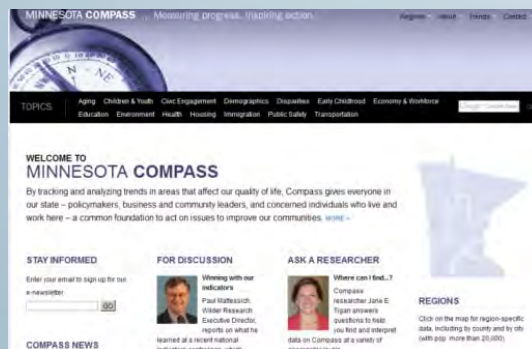 MINNESOTA COMPASS ... Measuring progress. Inspiring action.
Regions About Trends Contact
N NE
TOPICS
Aging Children & Youth Civic Engagement Demographics Disparities Early Childhood Economy & Workforce
Education Environment Health Housing Immigration Public Safety Transportation
WELCOME TO
MINNESOTA COMPASS
By tracking and analyzing trends in areas that affect our quality of life, Compass gives everyone in
our state – policymakers, business and community leaders, and concerned individuals who live and
work here – a common foundation to act on issues to improve our communities. MORE »
STAY INFORMED
Enter your email to sign up for our
e-newsletter
GO
COMPASS NEWS
FOR DISCUSSION
Winning with our
indicators
Paul Mattessich,
Wilder Research
Executive Director,
reports on what he
learned at a recent national
ASK A RESEARCHER
Where can I find...?
Compass
researcher Jane E.
Tigan answers
questions to help
you find and interpret
data on Compass at a variety of
REGIONS
Click on the map for region-specific
data, including by county and by city
(with pop. more than 20,000)